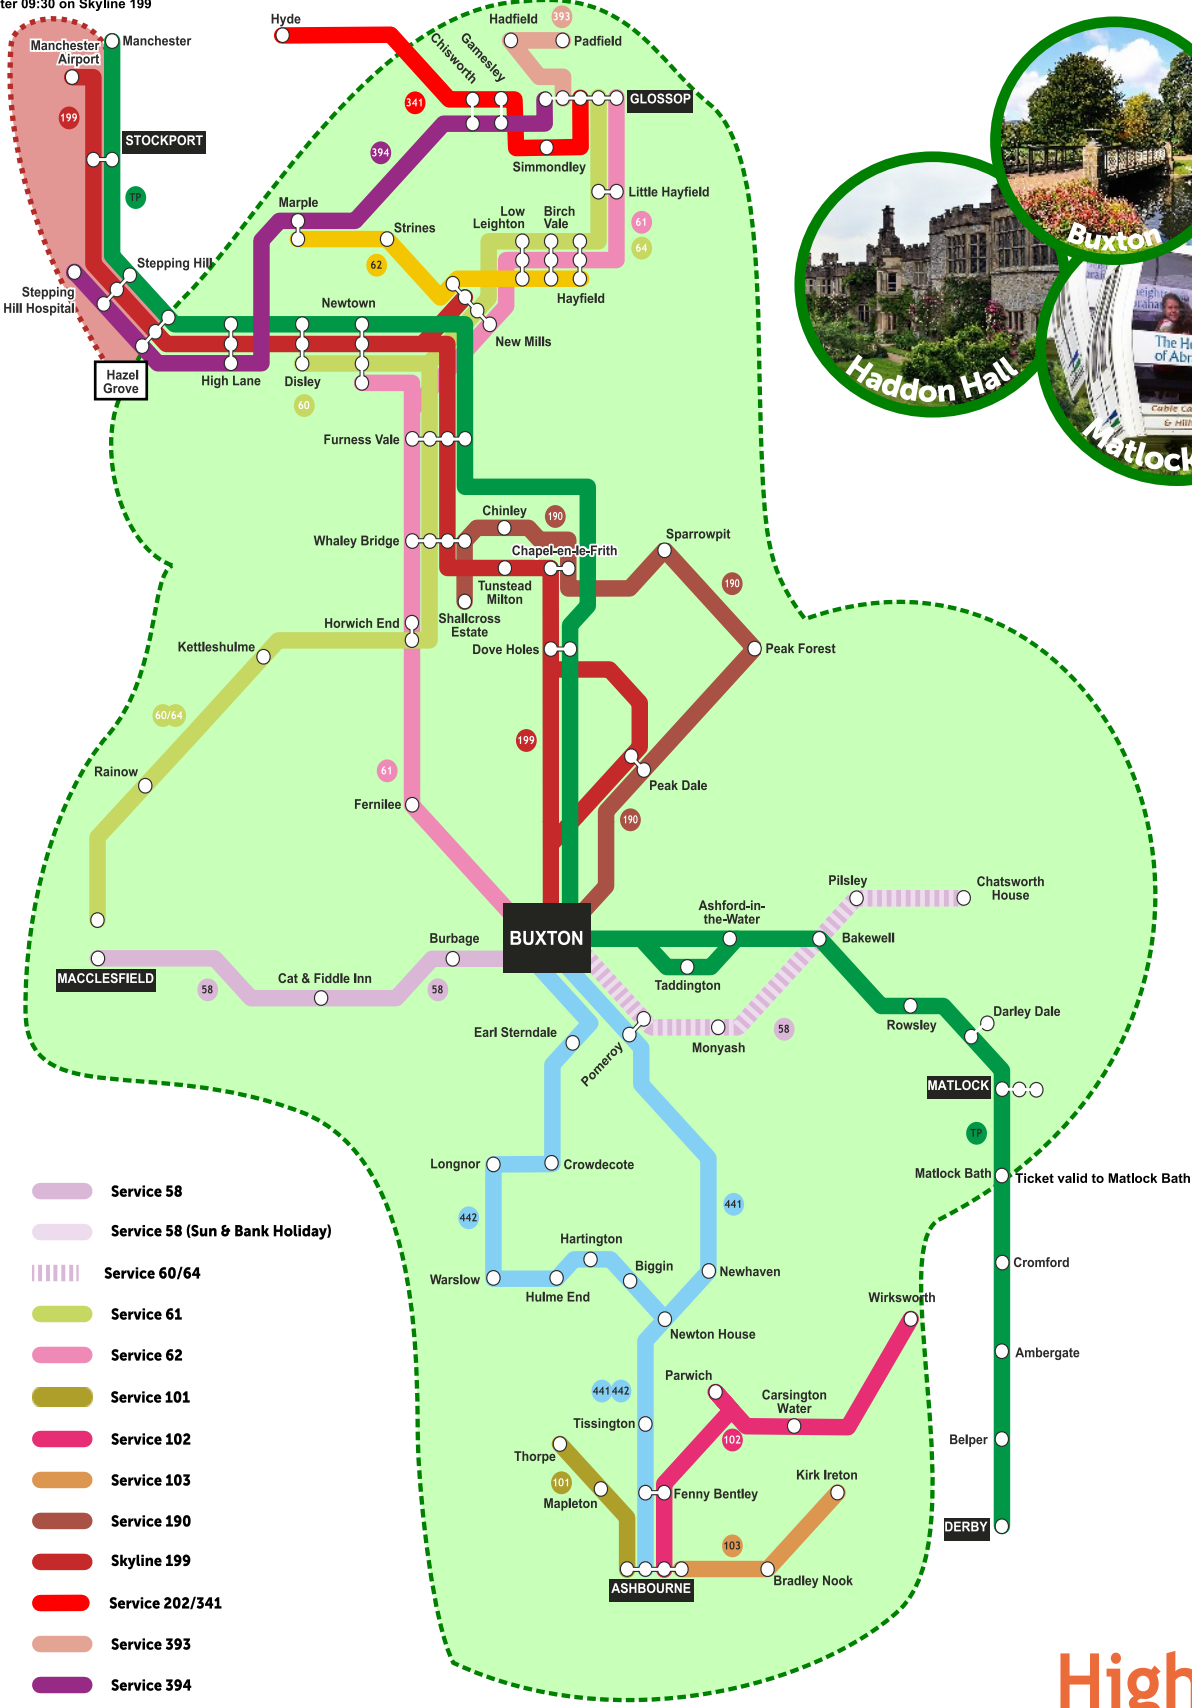 ter 09:30 on Skyline 199
Hyde
Hadfield
393
Padfield
Manchester
Airport
Manchester
Chisworth
Gamesley
341
GLOSSOP
199
STOCKPORT
394
Simmondley
TP
Marple
Little Hayfield
Low
Leighton
Birch
Vale
61
Strines
64
62
Stepping Hill
Stepping
Hill Hospital
Newtown
Hayfield
New Mills
Hazel
Grove
High Lane
Disley
60
Buxton
Haddon Hall
heights
braha
The He
of Abra
Cable Ca
& Hill
Matlock
Furness Vale
Chinley
190
Whaley Bridge
Chapel-en-le-Frith
Sparrowpit
Tunstead
Milton
190
Horwich End
Shallcross
Estate
Kettleshulme
Dove Holes
Peak Forest
60/64
199
61
Rainow
Peak Dale
Fernilee
190
Pilsley
Chatsworth
House
Ashford-in-
the-Water
BUXTON
Burbage
Bakewell
MACCLESFIELD
Cat & Fiddle Inn
58
58
Taddington
Earl Sterndale
Pomeroy
Monyash
58
Rowsley
Darley Dale
MATLOCK
TP
Longnor
Crowdecote
Matlock Bath
Ticket valid to Matlock Bath
Service 58
442
441
Service 58 (Sun & Bank Holiday)
Hartington
Biggin
Service 60/64
Warslow
Hulme End
Newhaven
Cromford
Wirksworth
Service 61
Newton House
Service 62
Ambergate
Parwich
441
442
Carsington
Water
Service 101
Tissington
Service 102
102
Belper
Thorpe
101
Mapleton
Kirk Ireton
Service 103
Fenny Bentley
Service 190
103
DERBY
Skyline 199
ASHBOURNE
Bradley Nook
Service 202/341
Service 393
Service 394
High